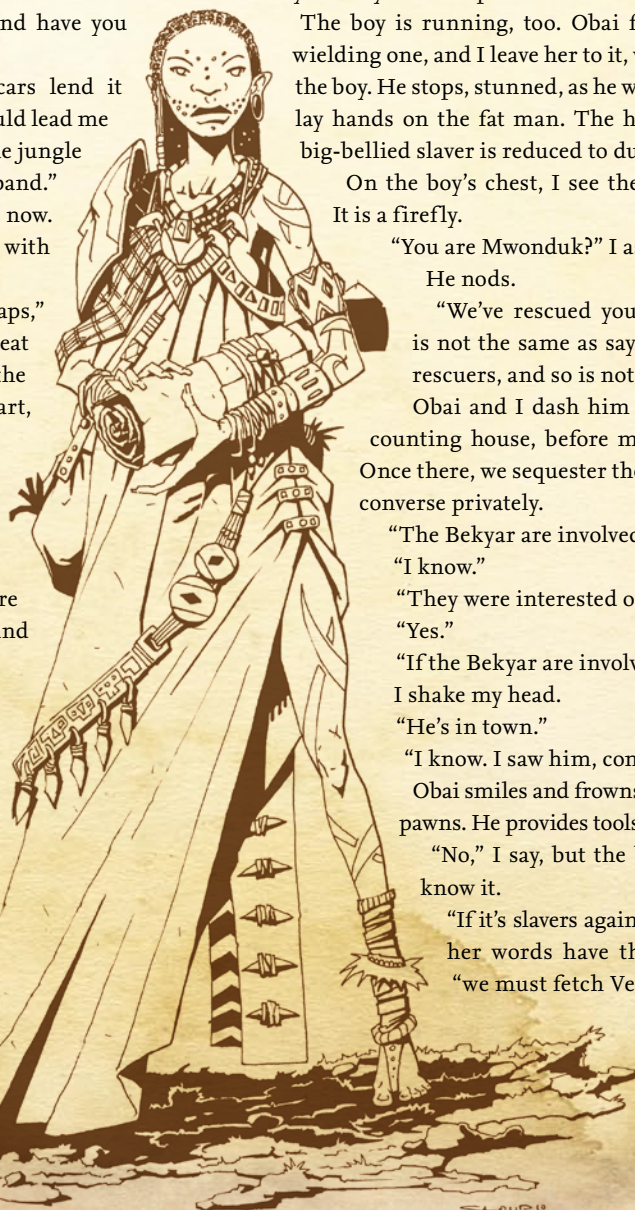 and have you
cars lend it
uld lead me
e jungle
band.”
now.
with
aps,”
eat
the
art,
re
and
The boy is running, too. Obai f
wielding one, and I leave her to it,
the boy. He stops, stunned, as he w
lay hands on the fat man. The h
big-bellied slaver is reduced to du
On the boy’s chest, I see the
It is a firefly.
“You are Mwonduk?” I a
He nods.
“We’ve rescued you
is not the same as say
rescuers, and so is not
Obai and I dash him
counting house, before m
Once there, we sequester the
converse privately.
“The Bekyar are involved
“I know.”
“They were interested o
“Yes.”
“If the Bekyar are involv
I shake my head.
“He’s in town.”
“I know. I saw him, con
Obai smiles and frowns
pawns. He provides tools
“No,” I say, but the
know it.
“If it’s slavers again
her words have th
“we must fetch Ve